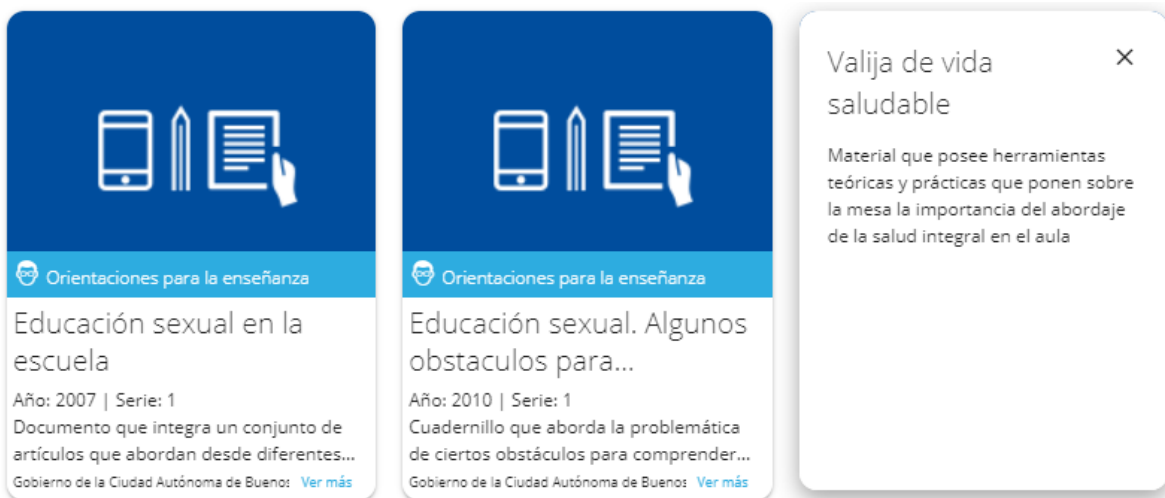 Orientaciones para la enseñanza
Educación sexual en la
escuela
Año: 2007 | Serie: 1
Documento que integra un conjunto de
artículos que abordan desde diferentes...
Gobierno de la Ciudad Autónoma de Buenos Ver más
Orientaciones para la enseñanza
Educación sexual. Algunos
obstaculos para...
Año: 2010 | Serie: 1
Cuadernillo que aborda la problemática
de ciertos obstáculos para comprender...
Gobierno de la Ciudad Autónoma de Buenos Ver más
Valija de vida
saludable
Material que posee herramientas
teóricas y prácticas que ponen sobre
la mesa la importancia del abordaje
de la salud integral en el aula